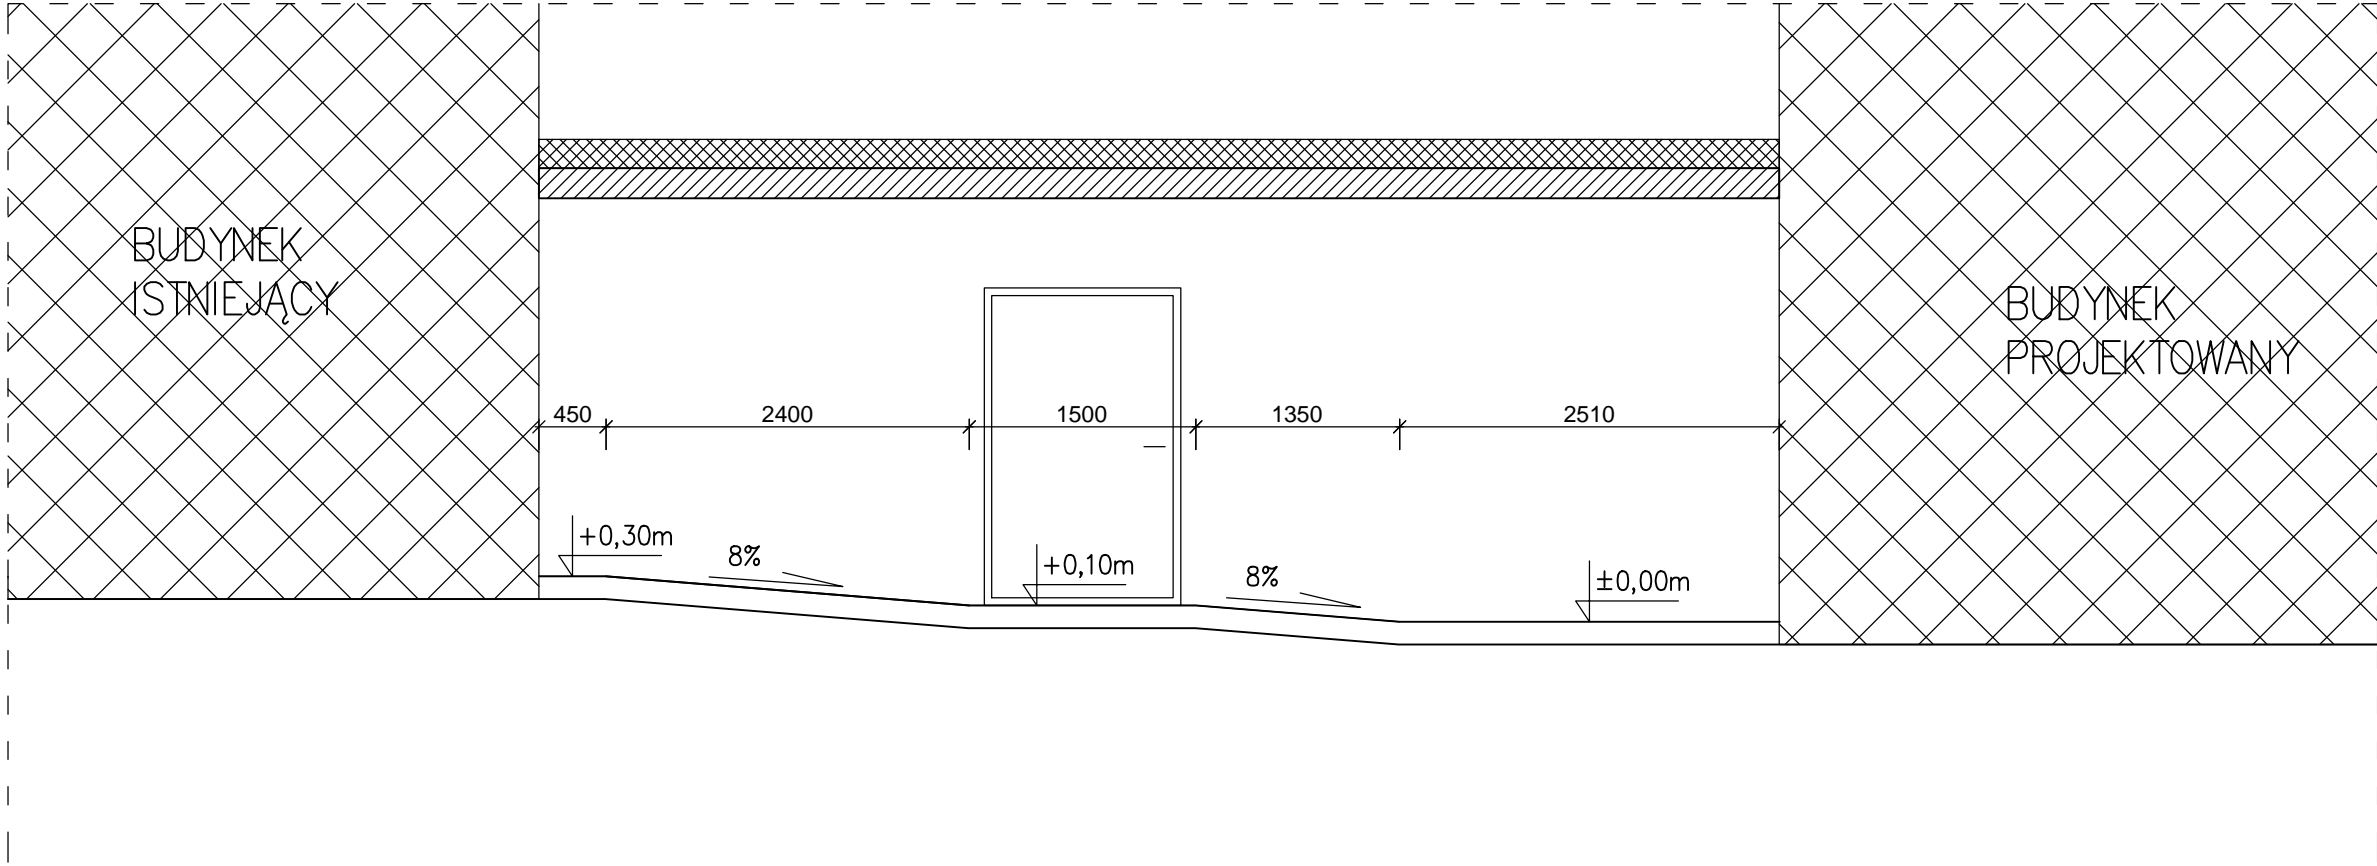 BUDYNEK
ISTNIEJĄCY
BUDYNEK
PROJEKTOWANY
450 2400 1500 1350 2510
+0,30m 8% +0,10m 8% ±0,00m